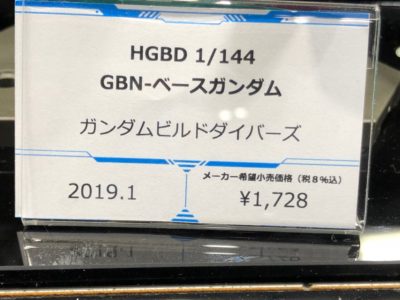 HGBD 1/144
GBN-ベースガンダム
ガンダムビルドダイバーズ
メーカー希望小売価格（税８％込）
2019.1
¥1,728